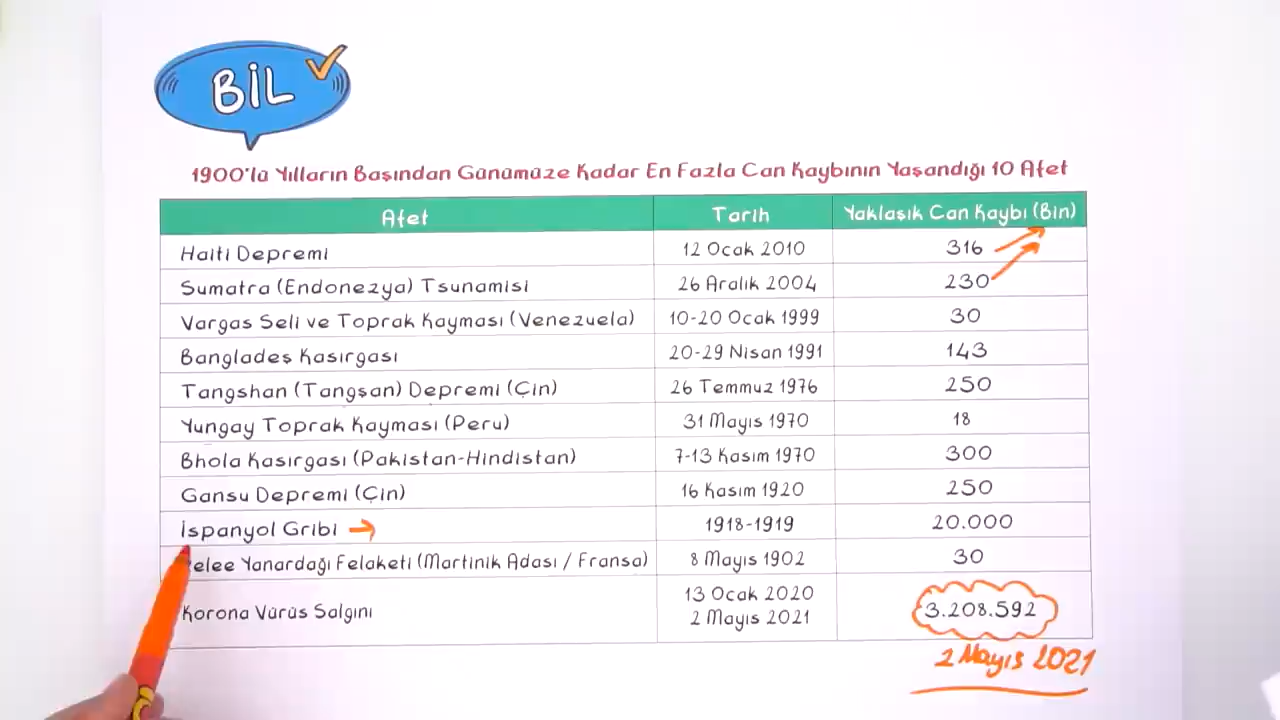 BİL
1900'lü Yılların Başından Günümüze Kadar En Fazla Can Kaybının Yaşandığı 10 Afet
Afet Tarih Yaklaşık Can Kaybı (Bin)
Haiti Depremi 12 Ocak 2010 316
Sumatra (Endonezya) Tsunamisi 26 Aralık 2004 230
Vargas Seli ve Toprak Kayması (Venezuela) 10-20 Ocak 1999 30
Bangladeş Kasırgası 20-29 Nisan 1991 143
Tangshan (Tangşan) Depremi (Çin) 26 Temmuz 1976 250
Yungay Toprak Kayması (Peru) 31 Mayıs 1970 18
Bhola Kasırgası (Pakistan-Hindistan) 7-13 Kasım 1970 300
Gansu Depremi (Çin) 16 Kasım 1920 250
İspanyol Gribi → 1918-1919 20.000
elee Yanardağı Felaketi (Martinik Adası / Fransa) 8 Mayıs 1902 30
Korona Virüs Salgını 13 Ocak 2020 3.208.592
2 Mayıs 2021
2 Mayıs 2021